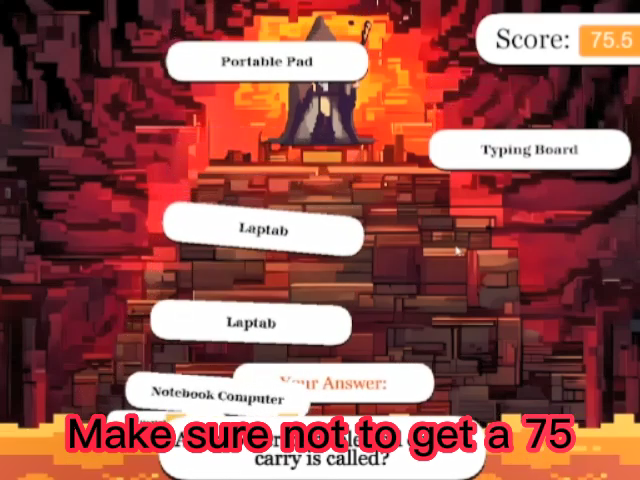 Portable Pad
Score: 75.5
Typing Board
Laptab
Laptab
Your Answer:
Notebook Computer
Make sure not to get a 75
carry is called?